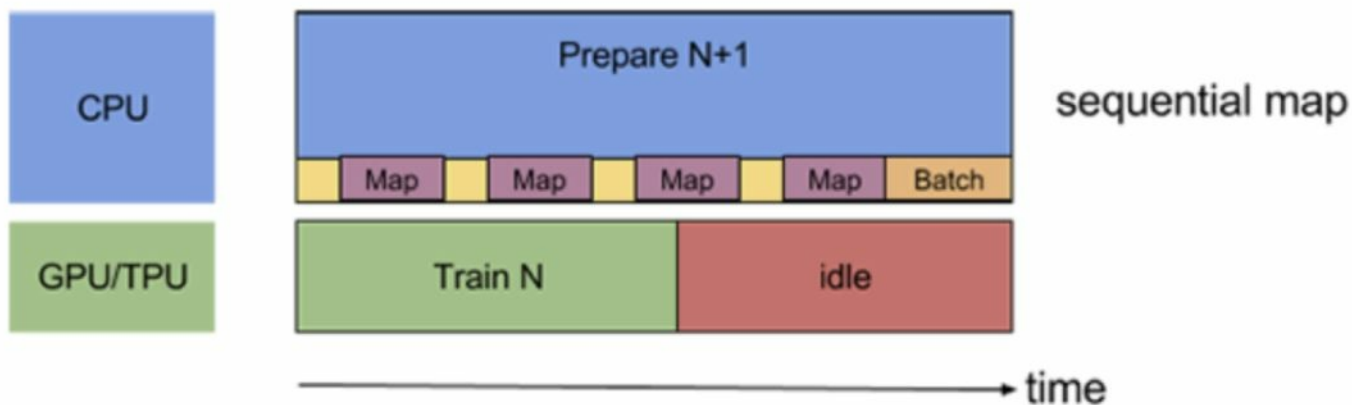 Prepare N+1
CPU
sequential map
Map Map Map Map Batch
GPU/TPU Train N idle
time